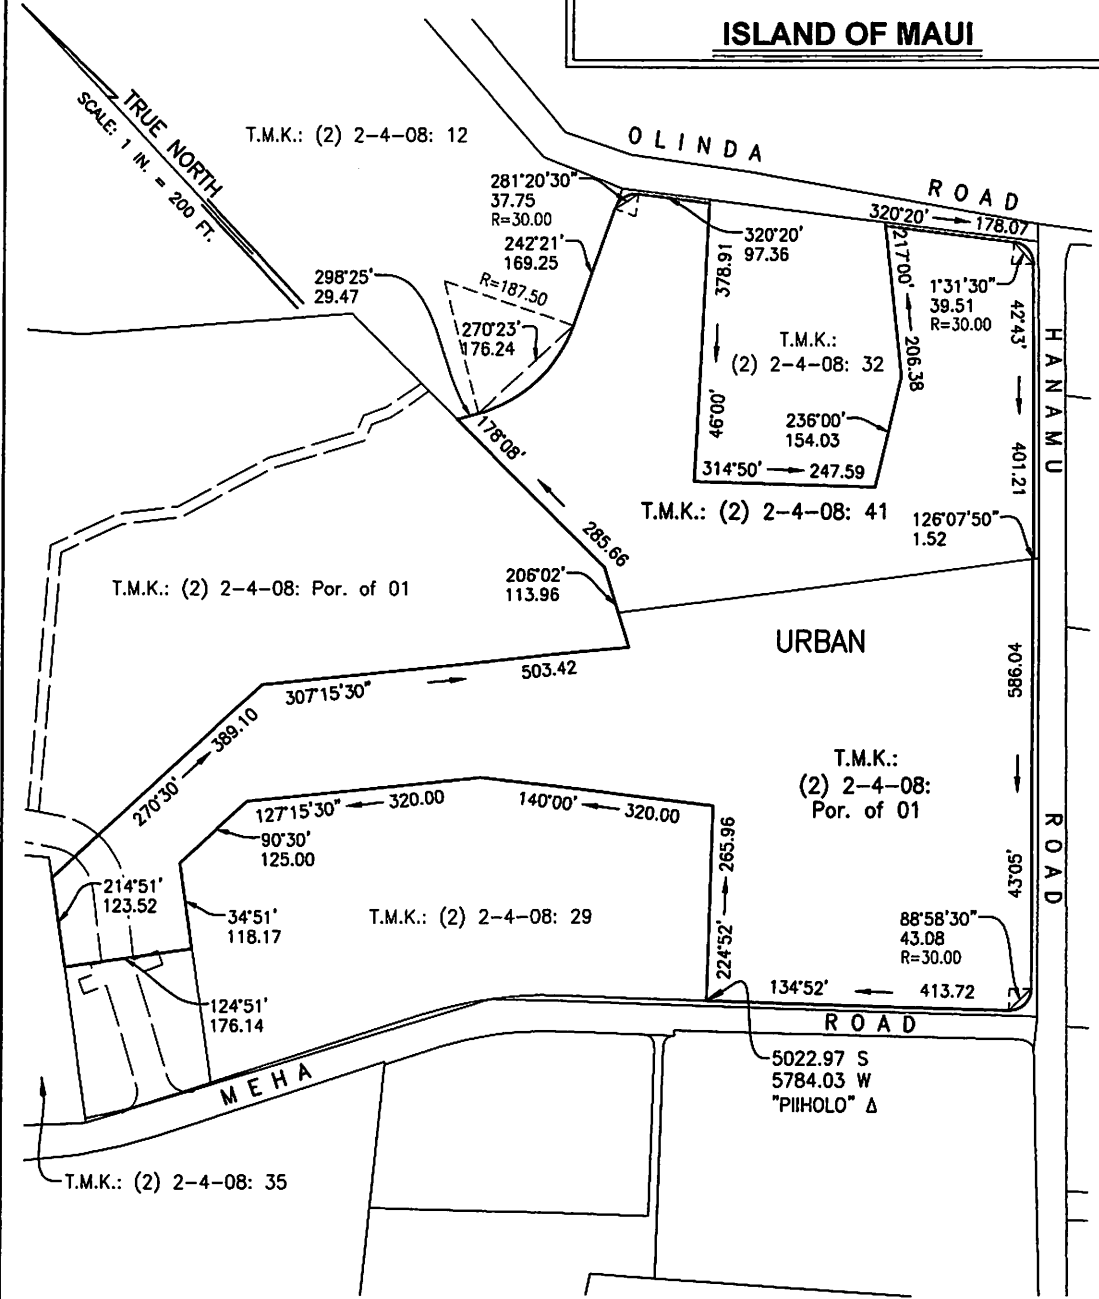 ISLAND OF MAUI
TRUE NORTH
SCALE: 1 IN. = 200 FT.
T.M.K.: (2) 2-4-08: 12
OLINDA
ROAD
281°20'30"
37.75
R=30.00
320°20' 178.07
320°20'
97.36
242°21'
169.25
298°25'
29.47
R=187.50
270°23'
176.24
378.91
46°00'
217°00'
206.38
1°31'30"
39.51
R=30.00
T.M.K.:
(2) 2-4-08: 32
236°00'
154.03
314°50' 247.59
42°43'
401.21
HANAMU
178°08'
285.66
T.M.K.: (2) 2-4-08: 41
126°07'50"
1.52
206°02'
113.96
T.M.K.: (2) 2-4-08: Por. of 01
URBAN
586.04
307°15'30"
503.42
270°30'
389.10
T.M.K.:
(2) 2-4-08:
Por. of 01
127°15'30" 320.00
140°00' 320.00
90°30'
125.00
265.96
224°52'
43°05'
ROAD
214°51'
123.52
34°51'
118.17
T.M.K.: (2) 2-4-08: 29
88°58'30"
43.08
R=30.00
134°52' 413.72
124°51'
176.14
ROAD
MEHA
5022.97 S
5784.03 W
"PIIHOLO" Δ
T.M.K.: (2) 2-4-08: 35